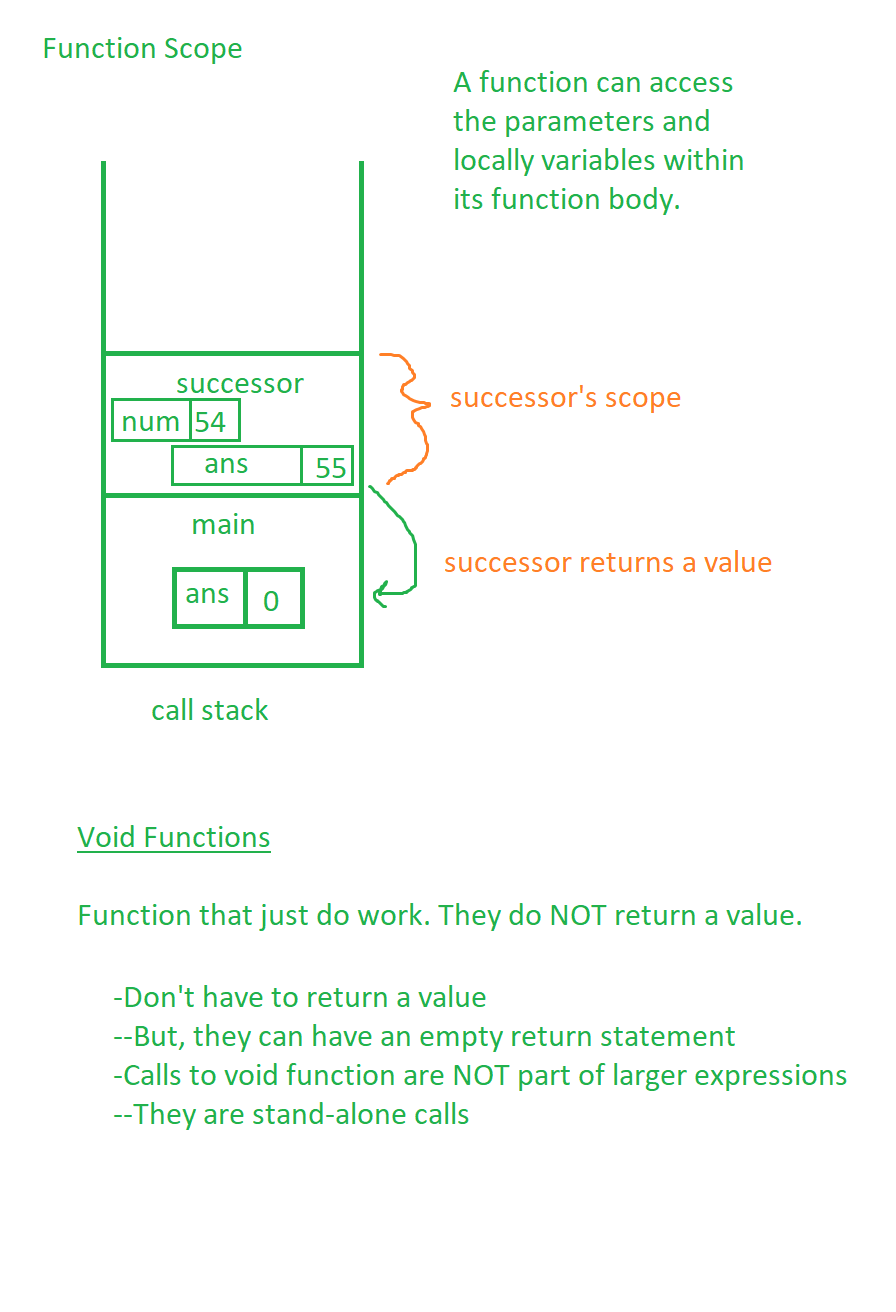 Function Scope
A function can access
the parameters and
locally variables within
its function body.
successor
num 54
ans 55
successor's scope
main
ans 0
successor returns a value
call stack
Void Functions
Function that just do work. They do NOT return a value.
-Don't have to return a value
--But, they can have an empty return statement
-Calls to void function are NOT part of larger expressions
--They are stand-alone calls